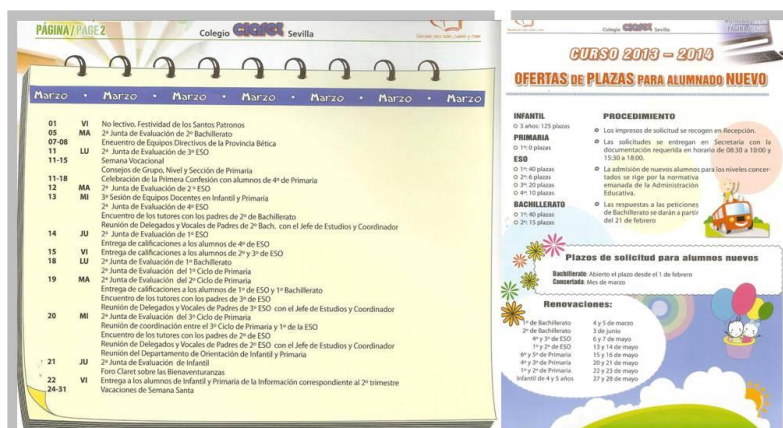 PÁGINA / PAGE 2
Colegio Claret Sevilla
Marzo • Marzo • Marzo • Marzo • Marzo • Marzo • Marzo
01 VI No lectivo. Festividad de los Santos Patronos
05 MA 2ª Junta de Evaluación de 2º Bachillerato
07-08 Encuentro de Equipos Directivos de la Provincia Bética
11 LU 2ª Junta de Evaluación de 3º ESO
11-15 Semana Vocacional
Consejos de Grupo, Nivel y Sección de Primaria
11-18 Celebración de la Primera Confesión con alumnos de 4º de Primaria
12 MA 2ª Junta de Evaluación de 2º ESO
13 MI 3ª Sesión de Equipos Docentes en Infantil y Primaria
2ª Junta de Evaluación de 4º ESO
Encuentro de los tutores con los padres de 2º de Bachillerato
Reunión de Delegados y Vocales de Padres de 2º Bach. con el Jefe de Estudios y Coordinador
14 JU 2ª Junta de Evaluación de 1º ESO
Entrega de calificaciones a los alumnos de 4º de ESO
15 VI Entrega de calificaciones a los alumnos de 2º y 3º de ESO
18 LU 2ª Junta de Evaluación de 1º Bachillerato
2ª Junta de Evaluación del 1º Ciclo de Primaria
19 MA 2ª Junta de Evaluación del 2º Ciclo de Primaria
Entrega de calificaciones a los alumnos de 1º de ESO y 1º Bachillerato
Encuentro de los tutores con los padres de 3º de ESO
Reunión de Delegados y Vocales de Padres de 3º ESO con el Jefe de Estudios y Coordinador
20 MI 2ª Junta de Evaluación del 3º Ciclo de Primaria
Reunión de coordinación entre el 3º Ciclo de Primaria y 1º de la ESO
Encuentro de los tutores con los padres de 2º de ESO
Reunión de Delegados y Vocales de Padres de 2º ESO con el Jefe de Estudios y Coordinador
Reunión del Departamento de Orientación de Infantil y Primaria
21 JU 2ª Junta de Evaluación de Infantil
Foro Claret sobre las Bienaventuranzas
22 VI Entrega a los alumnos de Infantil y Primaria de la Información correspondiente al 2º trimestre
24-31 Vacaciones de Semana Santa
Colegio Claret Sevilla
CURSO 2013 – 2014
OFERTAS DE PLAZAS PARA ALUMNADO NUEVO
INFANTIL
3 años: 125 plazas
PRIMARIA
1º: 0 plazas
ESO
1º: 40 plazas
2º: 6 plazas
3º: 20 plazas
4º: 10 plazas
BACHILLERATO
1º: 40 plazas
2º: 15 plazas
PROCEDIMIENTO
Los impresos de solicitud se recogen en Recepción.
Las solicitudes se entregan en Secretaría con la
documentación requerida en horario de 08:30 a 10:00 y
15:30 a 18:00.
La admisión de nuevos alumnos para los niveles concer-
tados se rige por la normativa
emanada de la Administración
Educativa.
Las respuestas a las peticiones
de Bachillerato se darán a partir
del 21 de febrero
Plazos de solicitud para alumnos nuevos
Bachillerato: Abierto el plazo desde el 1 de febrero
Concertada: Mes de marzo
Renovaciones:
1º de Bachillerato 4 y 5 de marzo
2º de Bachillerato 3 de junio
4º y 3º de ESO 6 y 7 de mayo
1º y 2º de ESO 13 y 14 de mayo
6º y 5º de Primaria 15 y 16 de mayo
4º y 3º de Primaria 20 y 21 de mayo
1º y 2º de Primaria 22 y 23 de mayo
Infantil de 4 y 5 años 27 y 28 de mayo